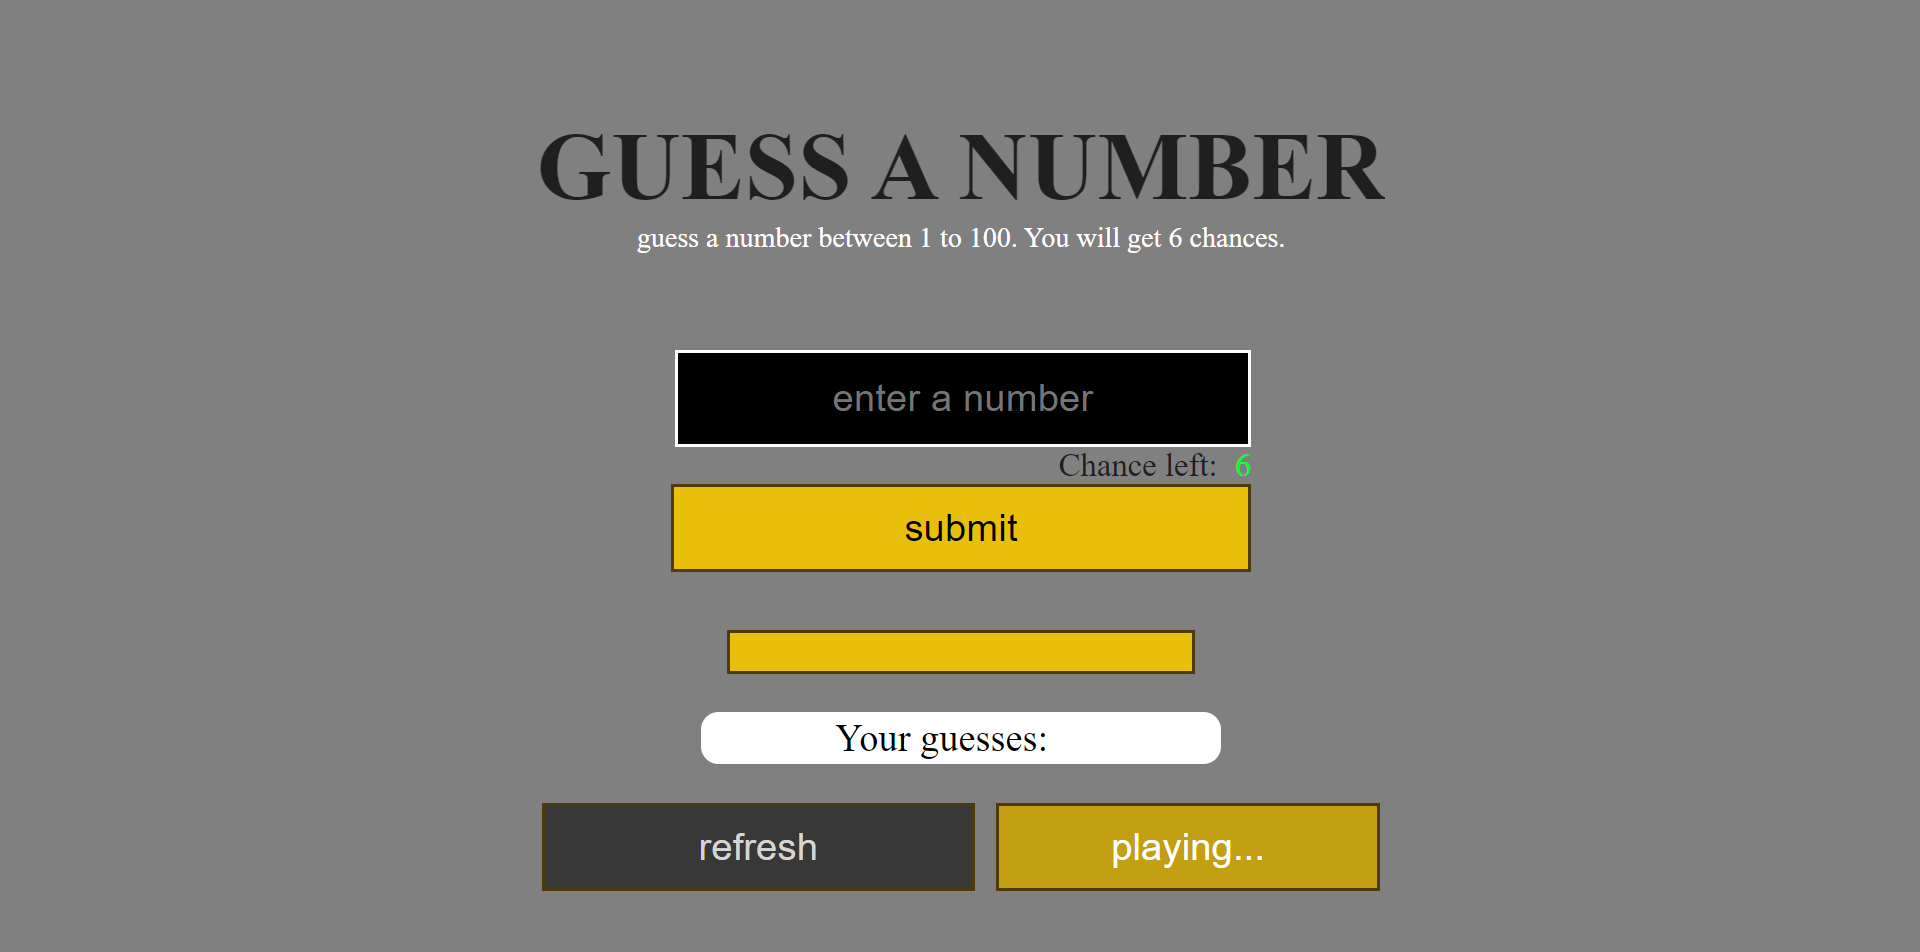 GUESS A NUMBER
guess a number between 1 to 100. You will get 6 chances.
enter a number
Chance left: 6
submit
Your guesses:
refresh
playing...